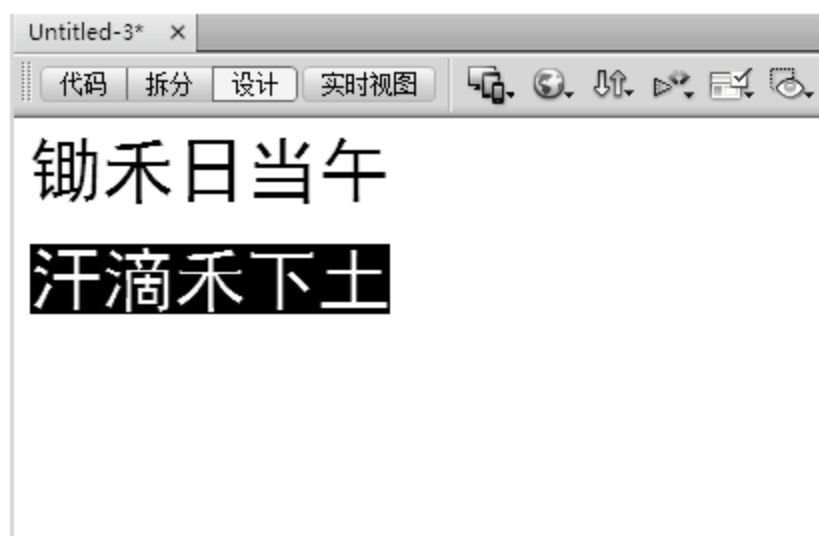 Untitled-3* ×
代码 拆分 设计 实时视图
锄禾日当午
汗滴禾下土